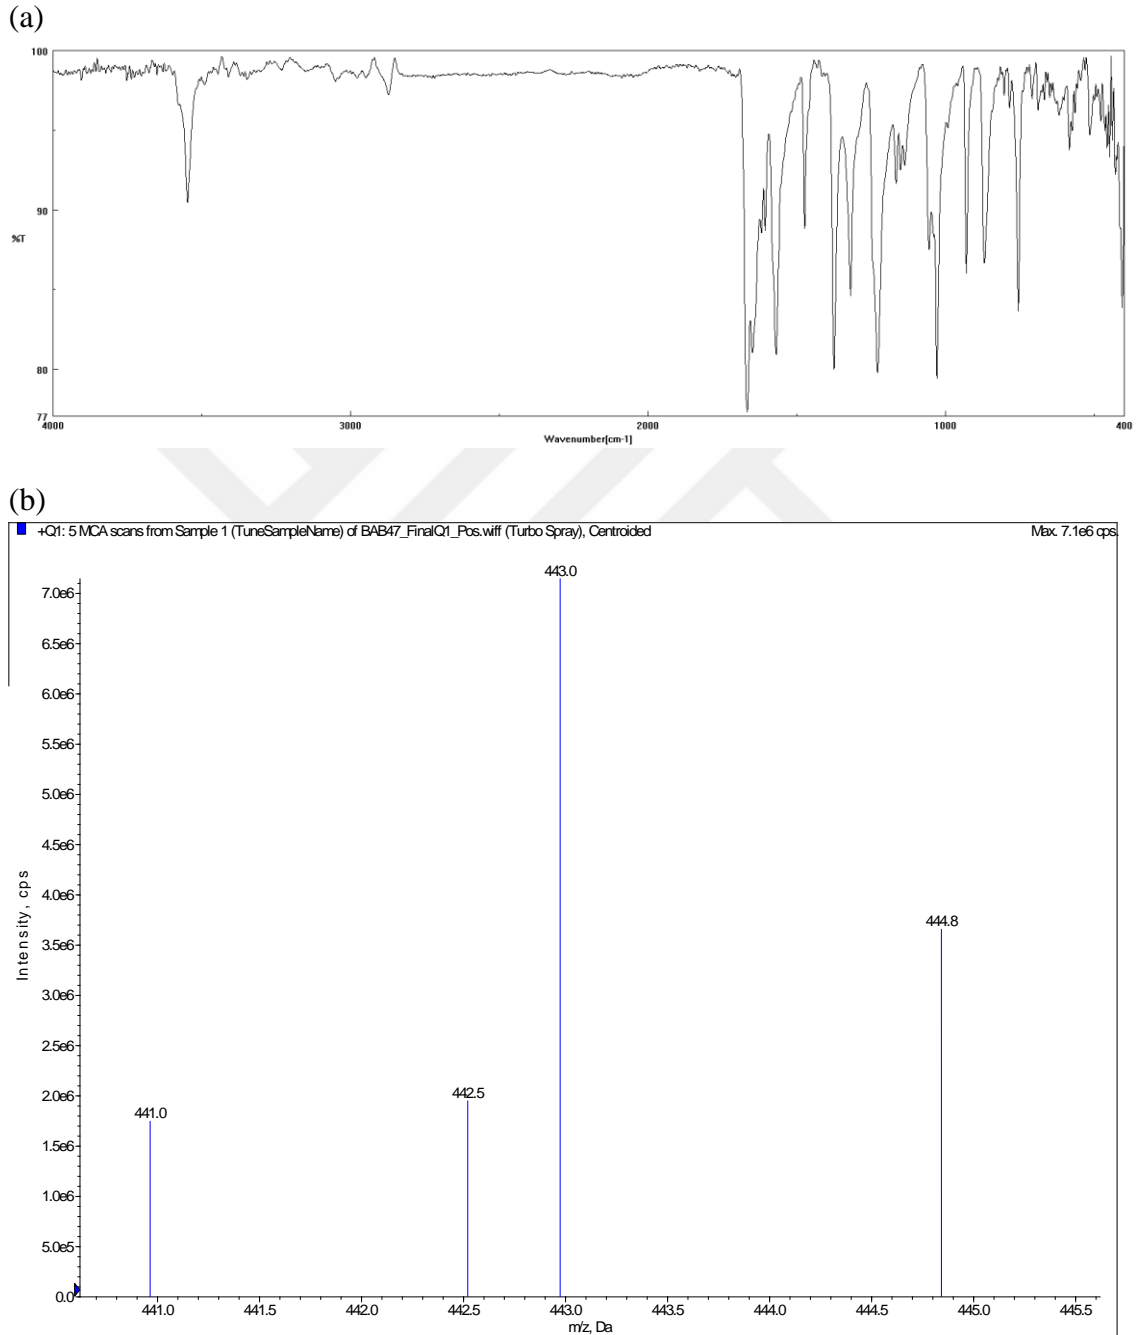 (a)
100
90
%T
80
77
4000
3000
2000
1000
400
Wavenumber[cm-1]
(b)
+Q1: 5 MCA scans from Sample 1 (TuneSampleName) of BAB47_FinalQ1_Pos.wiff (Turbo Spray), Centroided
Max. 7.1e6 cps.
443.0
7.0e6
6.5e6
6.0e6
5.5e6
5.0e6
4.5e6
4.0e6
444.8
3.5e6
Intensity, cps
3.0e6
2.5e6
2.0e6
442.5
441.0
1.5e6
1.0e6
5.0e5
0.0
441.0
441.5
442.0
442.5
443.0
443.5
444.0
444.5
445.0
445.5
m/z, Da